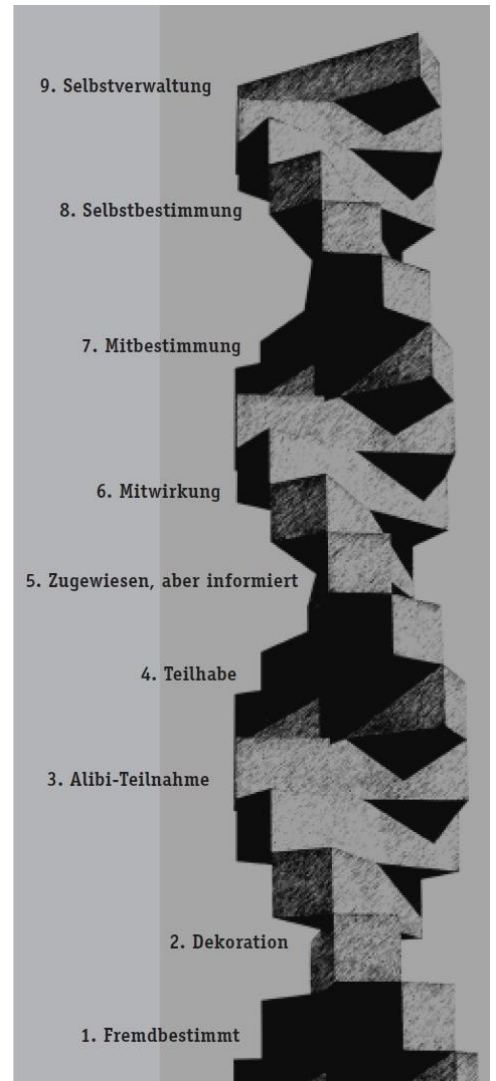 9. Selbstverwaltung
8. Selbstbestimmung
7. Mitbestimmung
6. Mitwirkung
5. Zugewiesen, aber informiert
4. Teilhabe
3. Alibi-Teilnahme
2. Dekoration
1. Fremdbestimmt